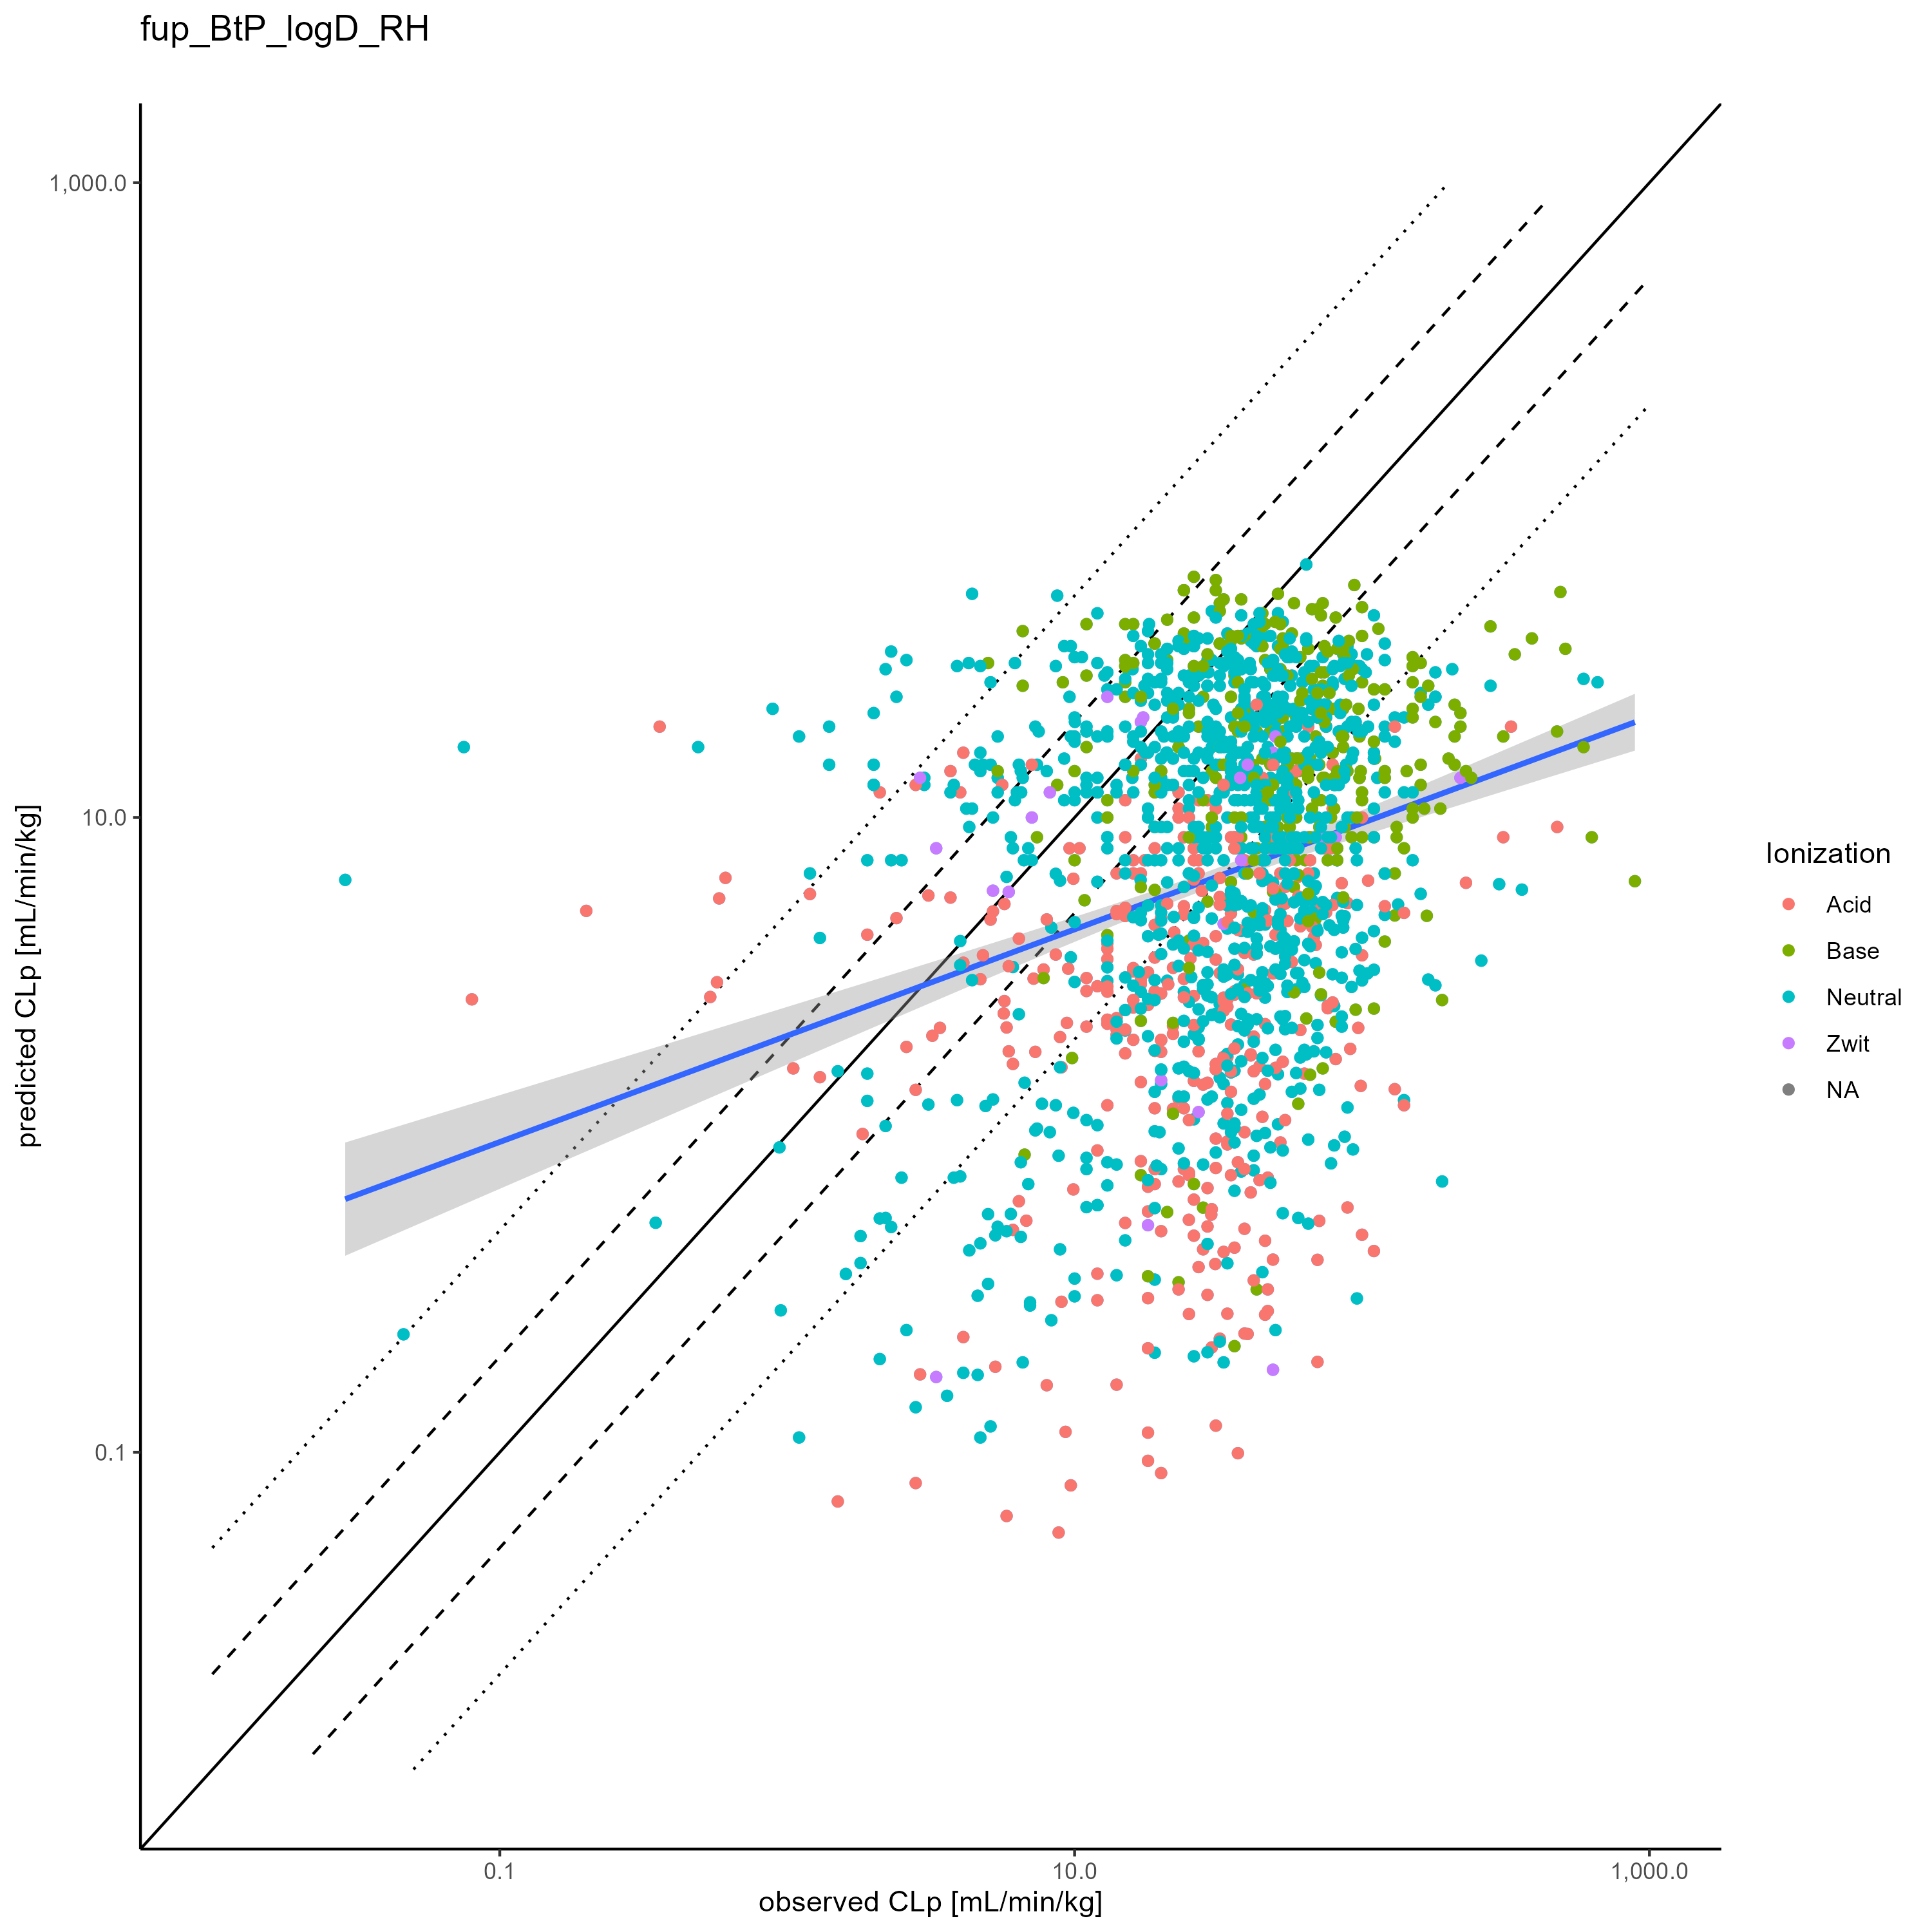 fup_BtP_logD_RH
1,000.0
10.0
0.1
predicted CLp [mL/min/kg]
0.1
10.0
1,000.0
observed CLp [mL/min/kg]
Ionization
Acid
Base
Neutral
Zwit
NA